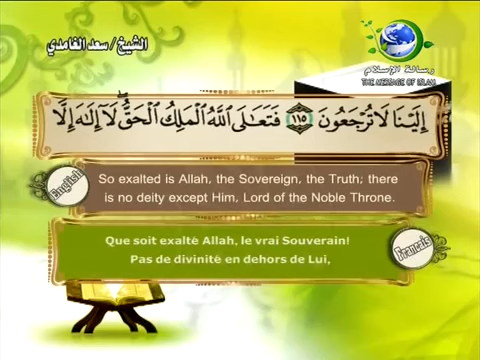 الشيخ/ سعد الغامدي
رسالة الإسلام
THE MESSAGE OF ISLAM
إِلَيْنَا لَا تُرْجَعُونَ ﴿١١٥﴾ فَتَعَالَى اللَّهُ الْمَلِكُ الْحَقُّ ۖ لَا إِلَٰهَ إِلَّا
English
So exalted is Allah, the Sovereign, the Truth; there
is no deity except Him, Lord of the Noble Throne.
Francais
Que soit exalté Allah, le vrai Souverain!
Pas de divinité en dehors de Lui,